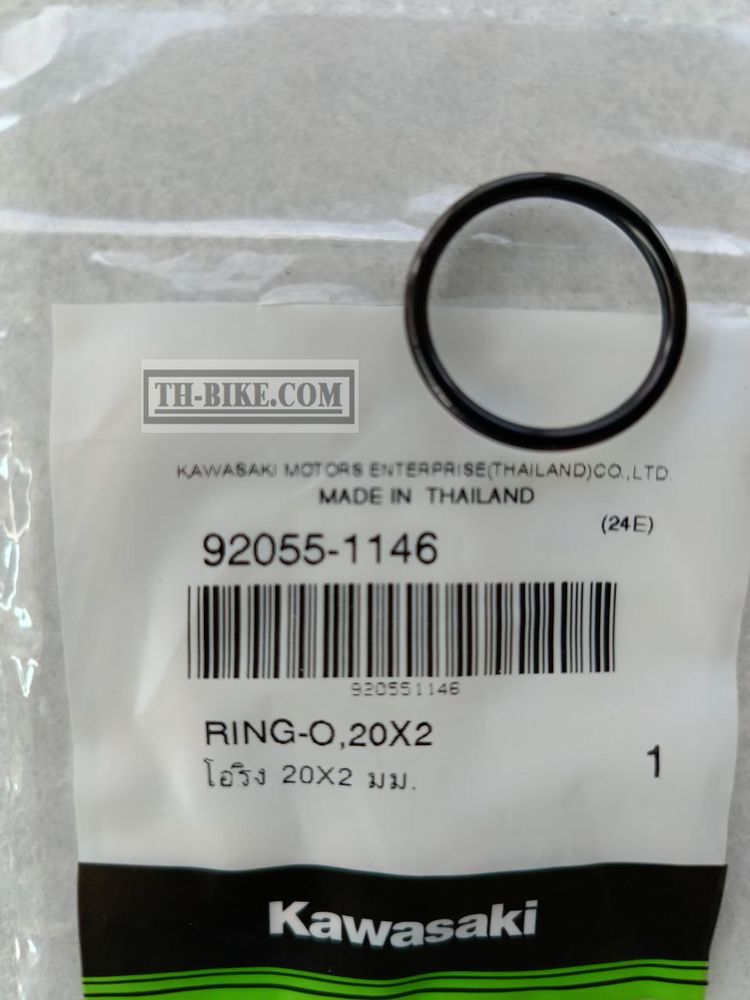 TH-BIKE.COM
KAWASAKI MOTORS ENTERPRISE(THAILAND)CO.,LTD.
MADE IN THAILAND
(24E)
92055-1146
920551146
RING-O,20X2
โอริง 20X2 มม.
1
Kawasaki